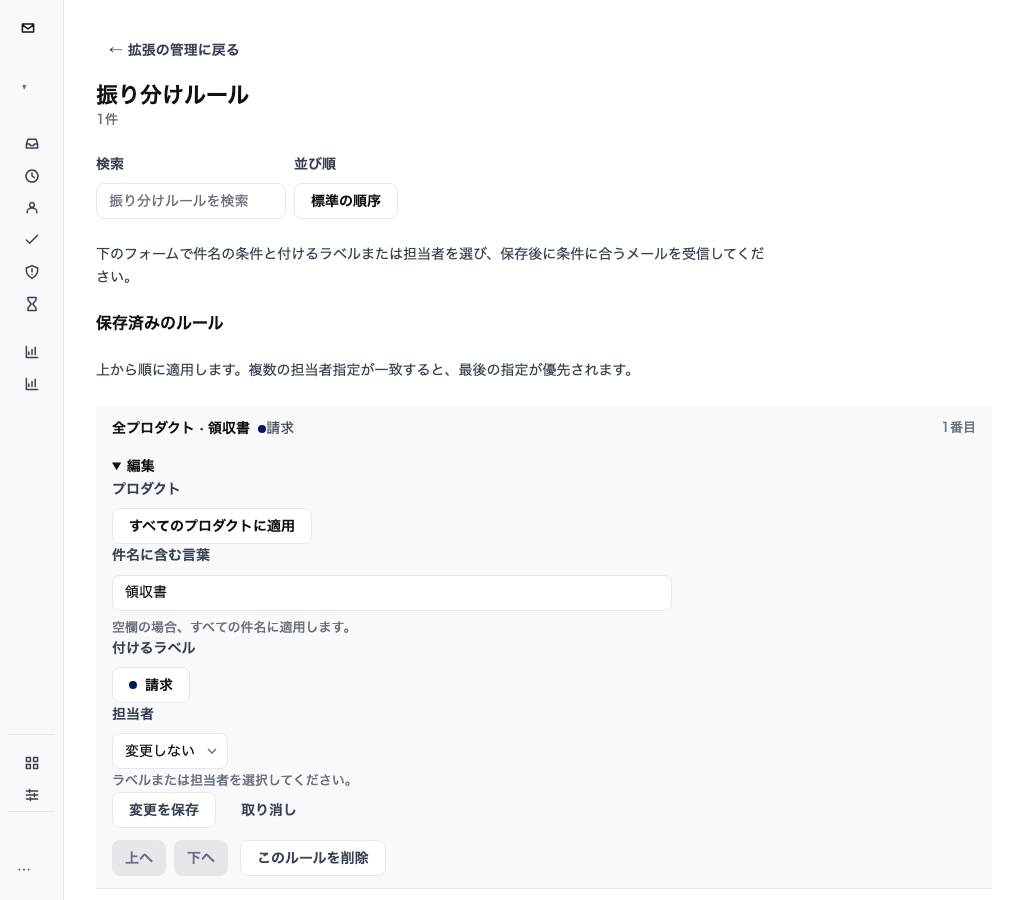 ← 拡張の管理に戻る
振り分けルール
1件
検索 並び順
振り分けルールを検索 標準の順序
下のフォームで件名の条件と付けるラベルまたは担当者を選び、保存後に条件に合うメールを受信してくだ
さい。
保存済みのルール
上から順に適用します。複数の担当者指定が一致すると、最後の指定が優先されます。
全プロダクト · 領収書 ●請求 1番目
▼ 編集
プロダクト
すべてのプロダクトに適用
件名に含む言葉
領収書
空欄の場合、すべての件名に適用します。
付けるラベル
● 請求
担当者
変更しない
ラベルまたは担当者を選択してください。
変更を保存 取り消し
上へ 下へ このルールを削除